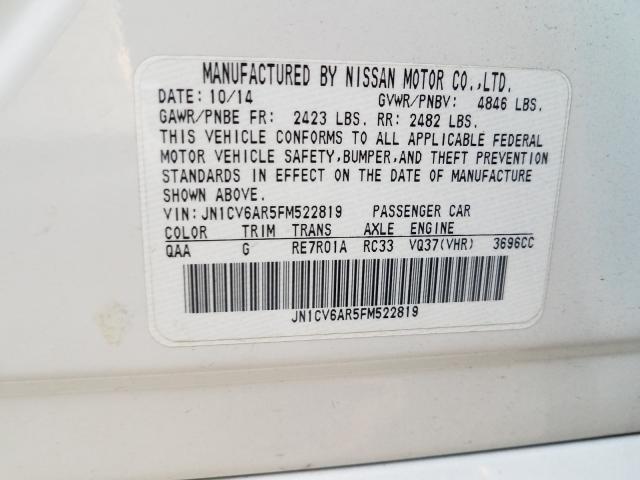 MANUFACTURED BY NISSAN MOTOR CO.,LTD.
DATE: 10/14 GVWR/PNBV: 4846 LBS.
GAWR/PNBE FR: 2423 LBS. RR: 2482 LBS.
THIS VEHICLE CONFORMS TO ALL APPLICABLE FEDERAL
MOTOR VEHICLE SAFETY,BUMPER,AND THEFT PREVENTION
STANDARDS IN EFFECT ON THE DATE OF MANUFACTURE
SHOWN ABOVE.
VIN: JN1CV6AR5FM522819 PASSENGER CAR
COLOR TRIM TRANS AXLE ENGINE
QAA G RE7R01A RC33 VQ37(VHR) 3696CC
JN1CV6AR5FM522819